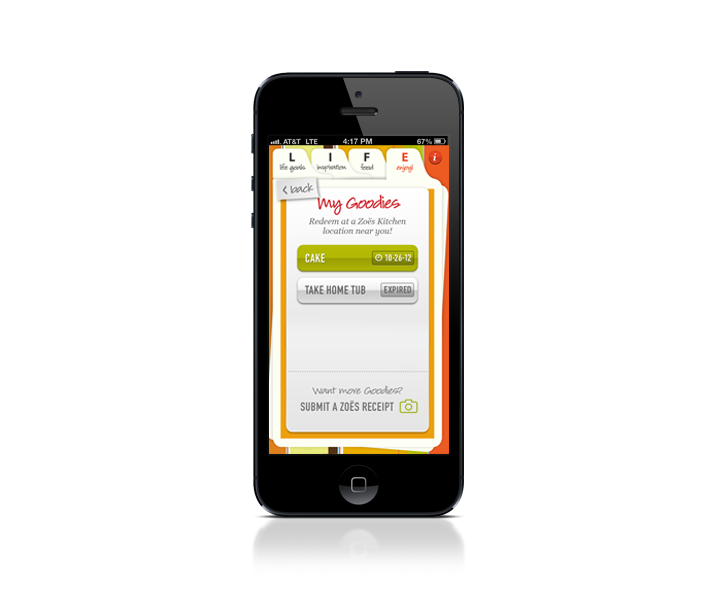 AT&T LTE 4:17 PM 67%
L I F E
life goals inspiration food enjoy!
i
back
My Goodies
Redeem at a Zoës Kitchen
location near you!
CAKE 10-26-12
TAKE HOME TUB EXPIRED
Want more Goodies?
SUBMIT A ZOËS RECEIPT